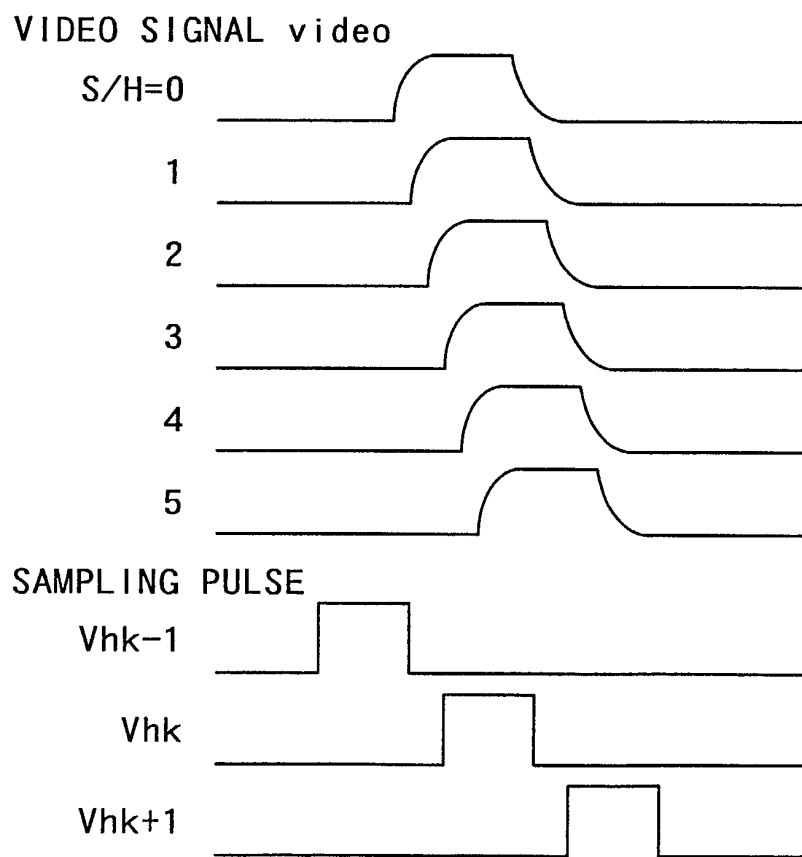 VIDEO SIGNAL video
S/H=0
1
2
3
4
5
SAMPLING PULSE
Vhk-1
Vhk
Vhk+1